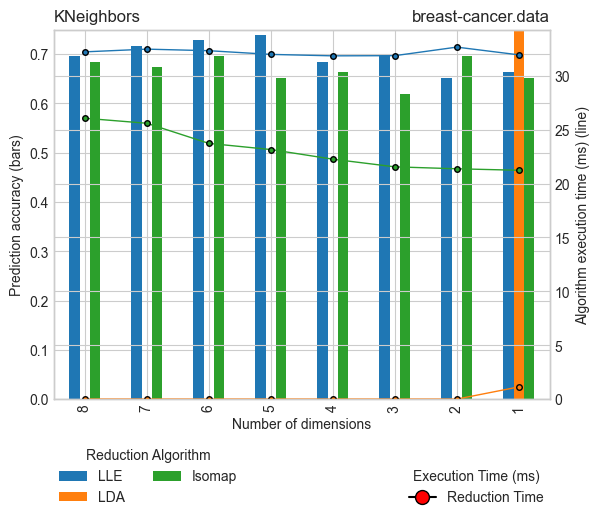 KNeighbors breast-cancer.data
Prediction accuracy (bars)
0.7
0.6
0.5
0.4
0.3
0.2
0.1
0.0
30
25
20
15
10
5
0
Algorithm execution time (ms) (line)
8 7 6 5 4 3 2 1
Number of dimensions
Reduction Algorithm
LLE Isomap
LDA
Execution Time (ms)
Reduction Time